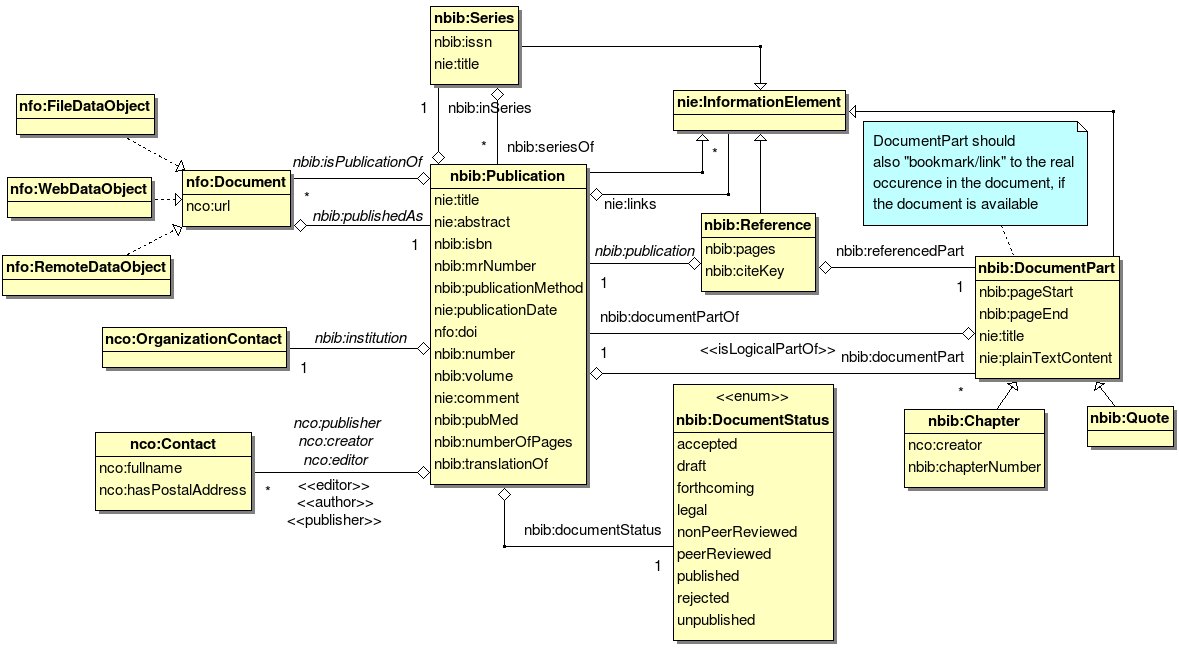 nbib:Series
nbib:issn
nie:title
1
nbib:inSeries
*
nbib:seriesOf
nfo:FileDataObject
nfo:WebDataObject
nfo:RemoteDataObject
nfo:Document
nco:url
nbib:isPublicationOf
*
nbib:publishedAs
1
nie:InformationElement
*
nie:links
DocumentPart should
also "bookmark/link" to the real
occurence in the document, if
the document is available
nbib:Publication
nie:title
nie:abstract
nbib:isbn
nbib:mrNumber
nbib:publicationMethod
nie:publicationDate
nfo:doi
nbib:number
nbib:volume
nie:comment
nbib:pubMed
nbib:numberOfPages
nbib:translationOf
nbib:Reference
nbib:pages
nbib:citeKey
nbib:publication
1
nbib:referencedPart
1
nbib:DocumentPart
nbib:pageStart
nbib:pageEnd
nie:title
nie:plainTextContent
nbib:documentPartOf
1
<<isLogicalPartOf>>
nbib:documentPart
*
nco:OrganizationContact
nbib:institution
1
nco:Contact
nco:fullname
nco:hasPostalAddress
nco:publisher
nco:creator
nco:editor
*
<<editor>>
<<author>>
<<publisher>>
nbib:documentStatus
1
<<enum>>
nbib:DocumentStatus
accepted
draft
forthcoming
legal
nonPeerReviewed
peerReviewed
published
rejected
unpublished
nbib:Chapter
nco:creator
nbib:chapterNumber
nbib:Quote